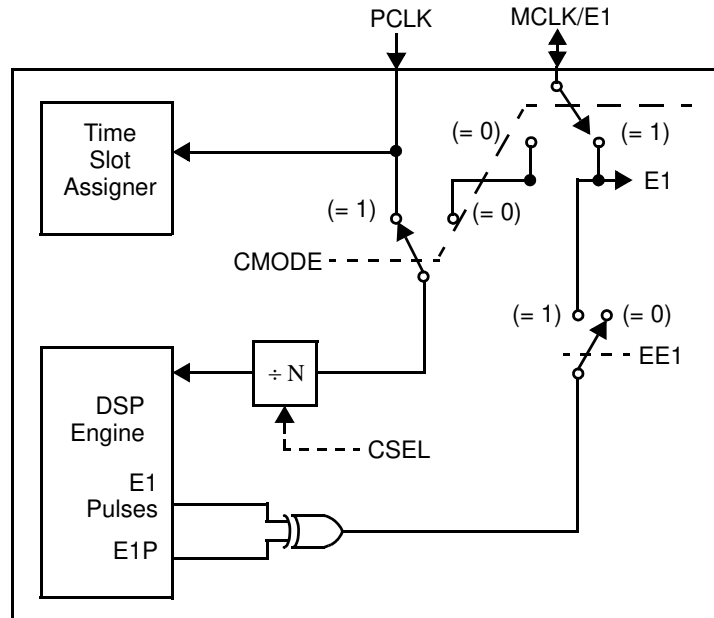 PCLK
MCLK/E1
Time
Slot
Assigner
(= 0)
(= 1)
E1
(= 1)
(= 0)
CMODE
(= 1)
(= 0)
EE1
÷ N
CSEL
DSP
Engine
E1
Pulses
E1P